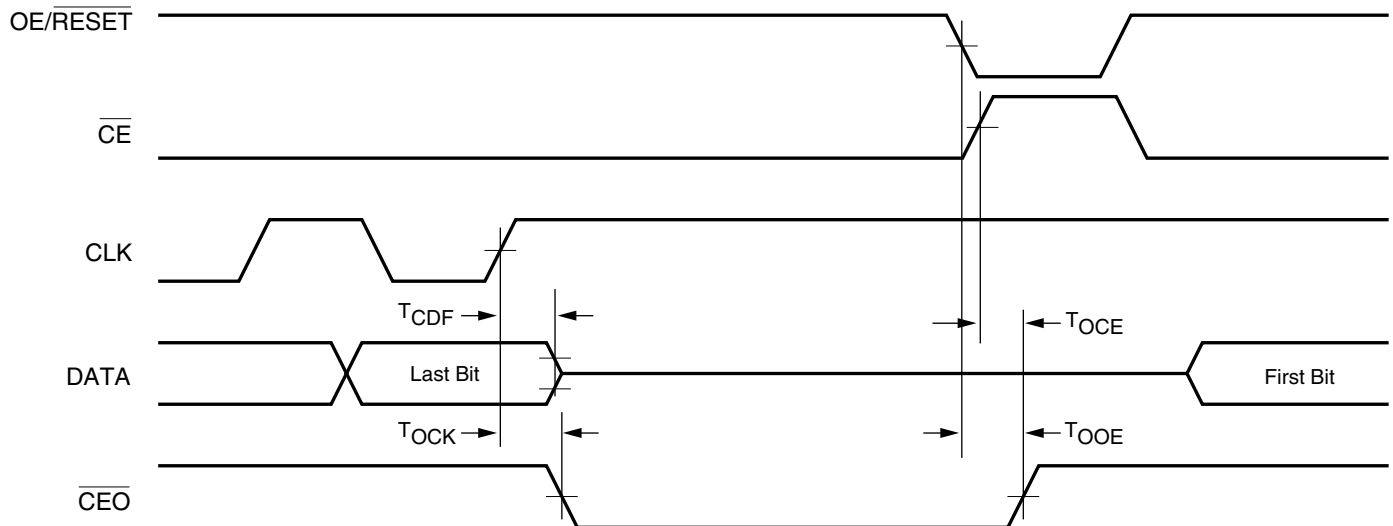 OE/RESET
CE
CLK
TCDF
TOCE
DATA
Last Bit
First Bit
TOCK
TOOE
CEO